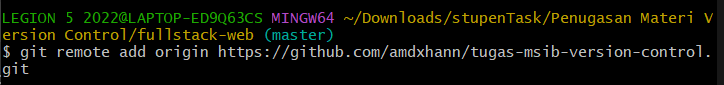 LEGION 5 2022@LAPTOP-ED9Q63CS MINGW64 ~/Downloads/stupenTask/Penugasan Materi V
ersion Control/fullstack-web (master)
$ git remote add origin https://github.com/amdxhann/tugas-msib-version-control.
git